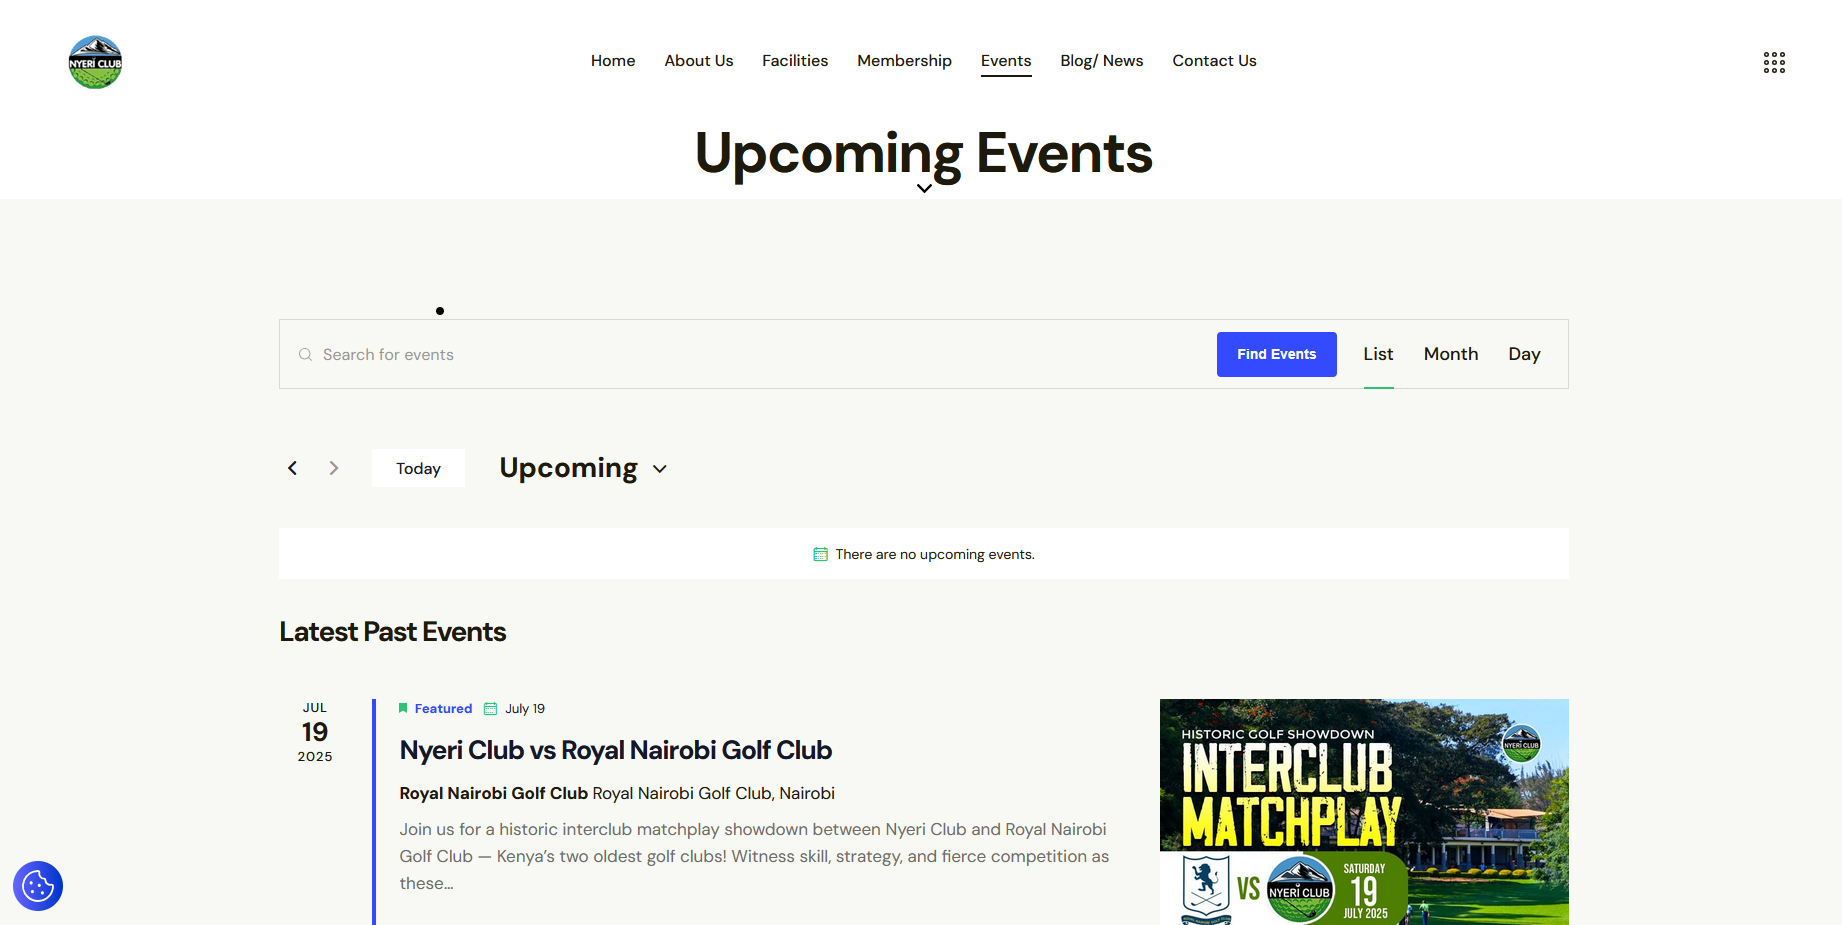 NYERI CLUB
Home
About Us
Facilities
Membership
Events
Blog/ News
Contact Us
Upcoming Events
Search for events
Find Events
List
Month
Day
Today
Upcoming
There are no upcoming events.
Latest Past Events
JUL
19
2025
Featured
July 19
Nyeri Club vs Royal Nairobi Golf Club
Royal Nairobi Golf Club Royal Nairobi Golf Club, Nairobi
Join us for a historic interclub matchplay showdown between Nyeri Club and Royal Nairobi
Golf Club — Kenya’s two oldest golf clubs! Witness skill, strategy, and fierce competition as
these...
HISTORIC GOLF SHOWDOWN
INTERCLUB
MATCHPLAY
NYERI CLUB
VS
NYERI CLUB
SATURDAY
19
JULY 2025